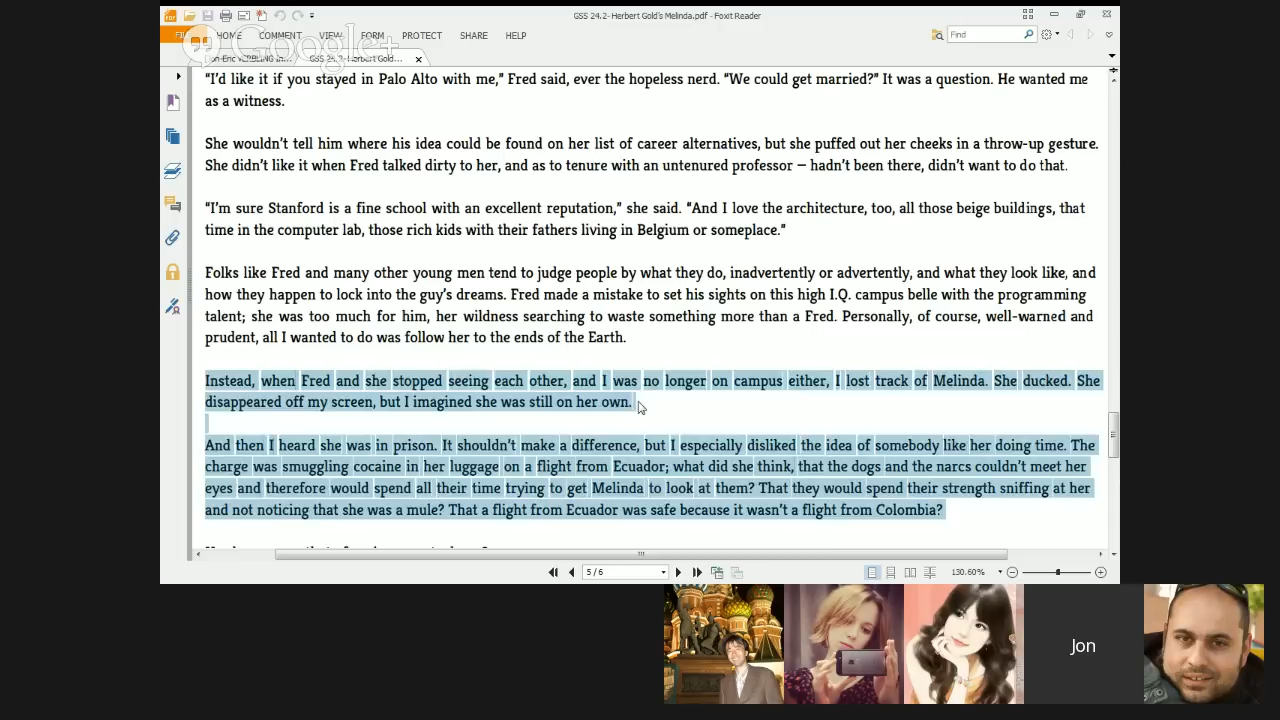 GSS 24.2- Herbert Gold's Melinda.pdf - Foxit Reader
HOME COMMENT VIEW FORM PROTECT SHARE HELP
Find
Google+
GSS 24.2- Herbert Gold...
“I’d like it if you stayed in Palo Alto with me,” Fred said, ever the hopeless nerd. “We could get married?” It was a question. He wanted me
as a witness.
She wouldn’t tell him where his idea could be found on her list of career alternatives, but she puffed out her cheeks in a throw-up gesture.
She didn’t like it when Fred talked dirty to her, and as to tenure with an untenured professor — hadn’t been there, didn’t want to do that.
“I’m sure Stanford is a fine school with an excellent reputation,” she said. “And I love the architecture, too, all those beige buildings, that
time in the computer lab, those rich kids with their fathers living in Belgium or someplace.”
Folks like Fred and many other young men tend to judge people by what they do, inadvertently or advertently, and what they look like, and
how they happen to lock into the guy’s dreams. Fred made a mistake to set his sights on this high I.Q. campus belle with the programming
talent; she was too much for him, her wildness searching to waste something more than a Fred. Personally, of course, well-warned and
prudent, all I wanted to do was follow her to the ends of the Earth.
Instead, when Fred and she stopped seeing each other, and I was no longer on campus either, I lost track of Melinda. She ducked. She
disappeared off my screen, but I imagined she was still on her own.
And then I heard she was in prison. It shouldn’t make a difference, but I especially disliked the idea of somebody like her doing time. The
charge was smuggling cocaine in her luggage on a flight from Ecuador; what did she think, that the dogs and the narcs couldn’t meet her
eyes and therefore would spend all their time trying to get Melinda to look at them? That they would spend their strength sniffing at her
and not noticing that she was a mule? That a flight from Ecuador was safe because it wasn’t a flight from Colombia?
5 / 6
130.60%
Jon